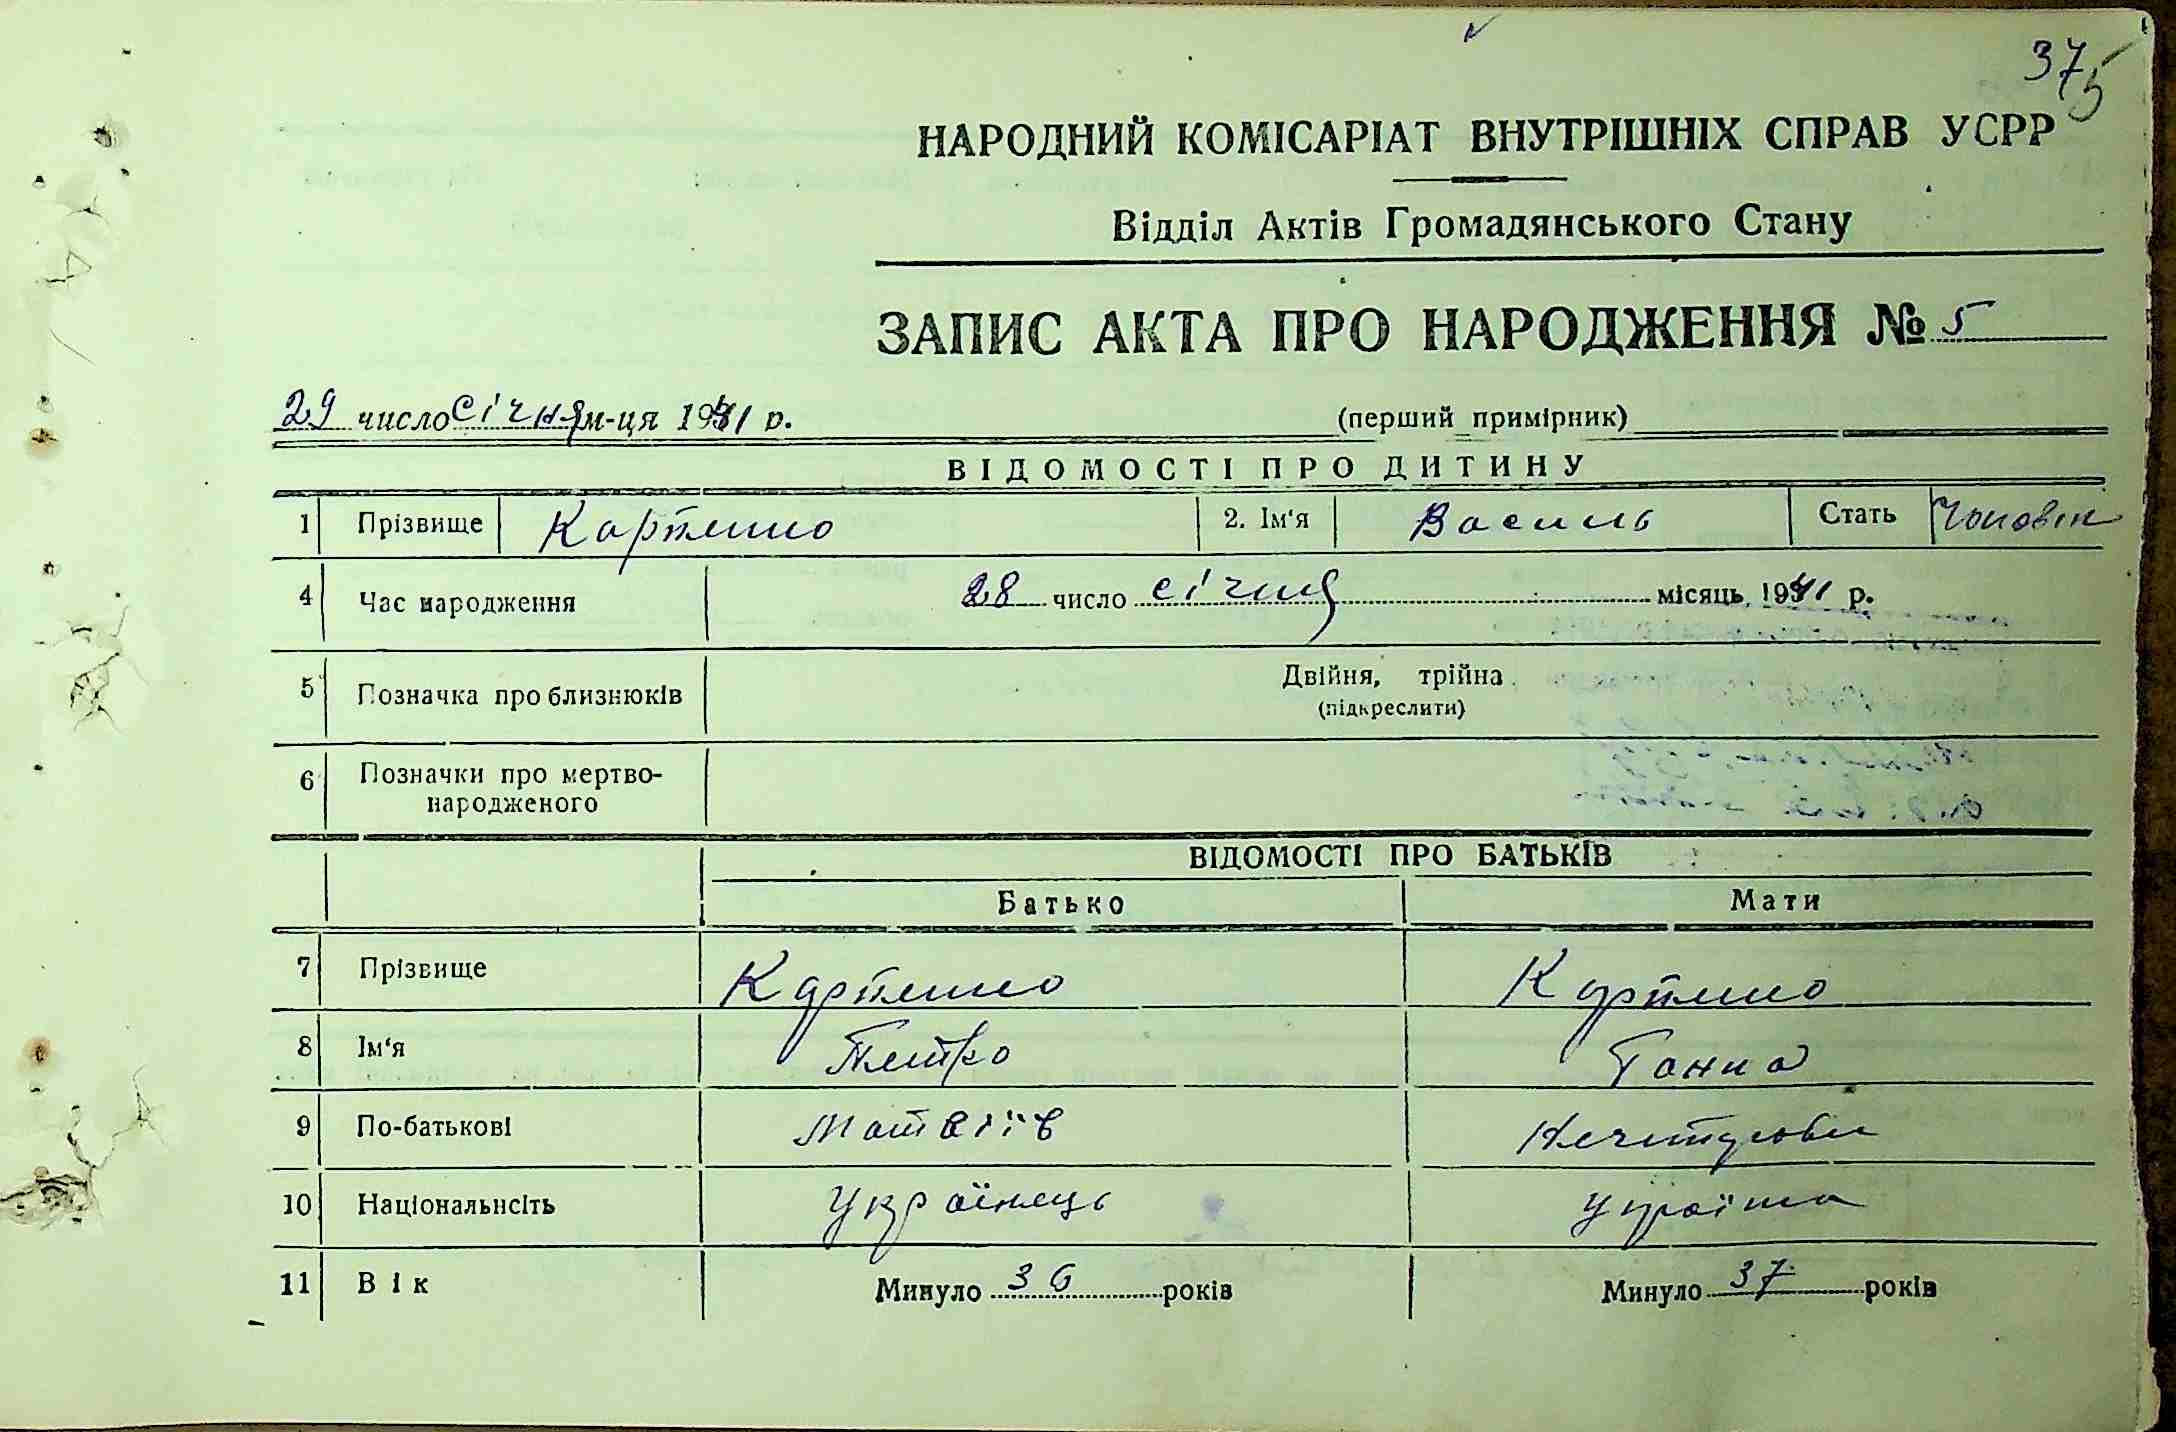 375
НАРОДНИЙ КОМІСАРІАТ ВНУТРІШНІХ СПРАВ УСРР
Відділ Актів Громадянського Стану
ЗАПИС АКТА ПРО НАРОДЖЕННЯ № 5
29 число січня м-ця 1941 р. (перший примірник)
ВІДОМОСТІ ПРО ДИТИНУ
1 Прізвище 2. Ім'я Василь Стать Чоловік
4 Час народження 28 число січня місяць 1941 р.
5 Позначка про близнюків Двійня, трійна
(підкреслити)
6 Позначки про мертво-
народженого
ВІДОМОСТІ ПРО БАТЬКІВ
Батько Мати
7 Прізвище
8 Ім'я Петро Ганна
9 По-батькові Матвіїв
10 Національнсіть Українець Україн
11 Вік Минуло 36 років Минуло 37 років